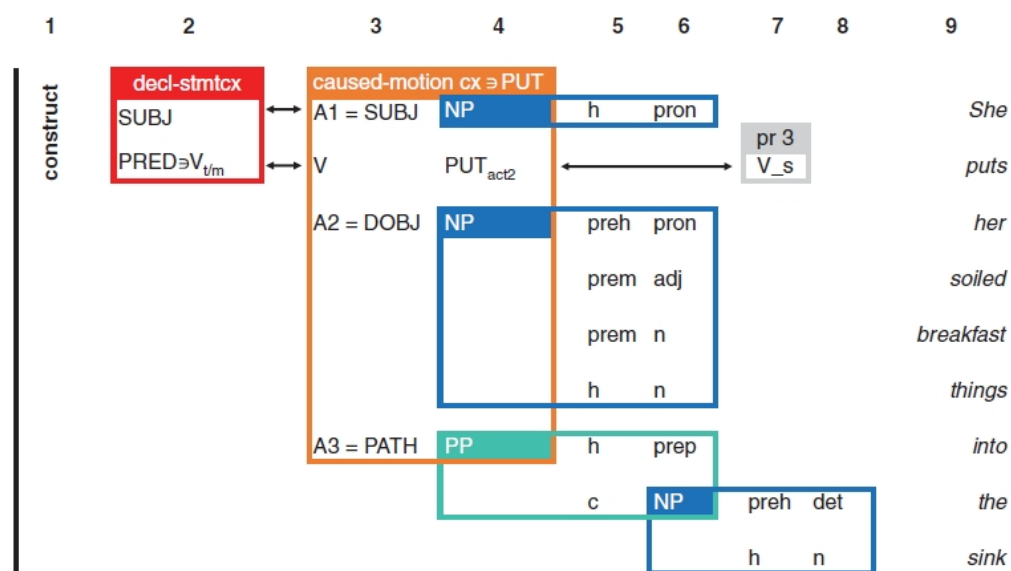 1 2 3 4 5 6 7 8 9
construct
decl-stmtcx caused-motion cx ∋ PUT
SUBJ A1 = SUBJ NP h pron She
pr 3
PRED∋V_t/m V PUT_act2 V_s puts
A2 = DOBJ NP preh pron her
prem adj soiled
prem n breakfast
h n things
A3 = PATH PP h prep into
c NP preh det the
h n sink